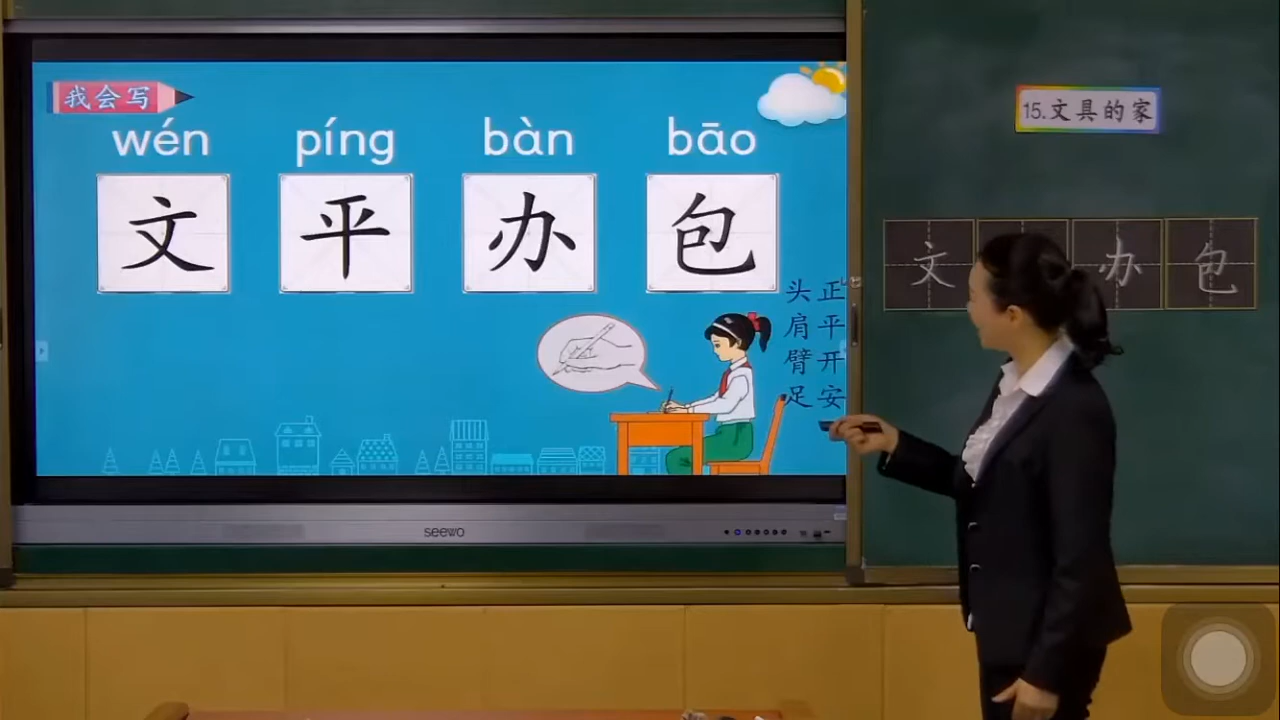 我会写
wén píng bàn bāo
文 平 办 包
头正
肩平
臂开
足安
seewo
15.文具的家
文 办 包